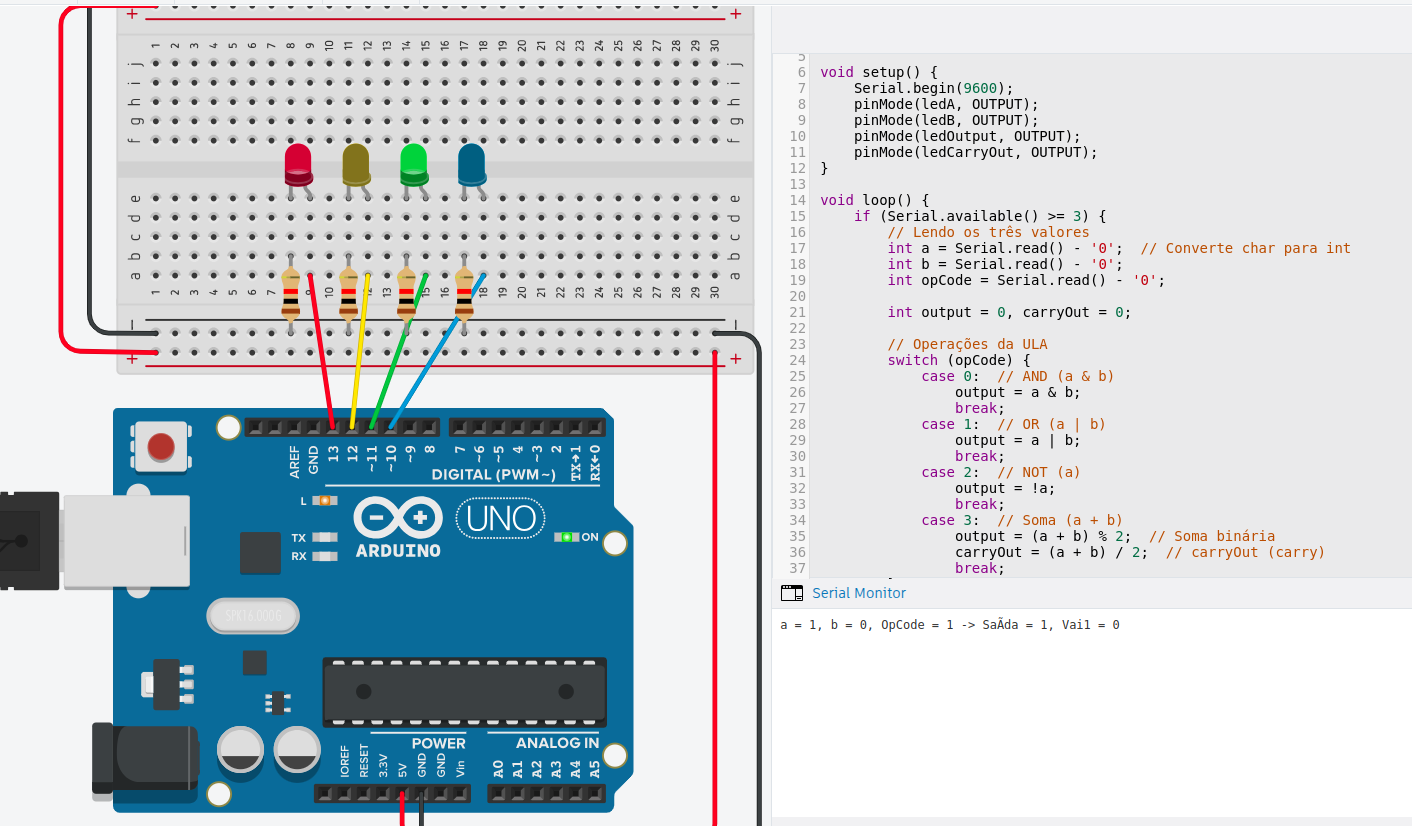 + +
1 2 3 4 5 6 7 8 9 10 11 12 13 14 15 16 17 18 19 20 21 22 23 24 25 26 27 28 29 30
j j
i i
h h
g g
f f
e e
d d
c c
b b
a a
1 2 3 4 5 6 7 8 9 10 11 12 13 14 15 16 17 18 19 20 21 22 23 24 25 26 27 28 29 30
− −
+ +
AREF GND 13 12 ~11 ~10 ~9 8 7 ~6 ~5 4 ~3 2 TX→1 RX←0
DIGITAL (PWM~)
L
UNO
TX
RX
ARDUINO
ON
SPK16.000G
POWER
ANALOG IN
IOREF RESET 3.3V 5V GND GND Vin A0 A1 A2 A3 A4 A5
5
6 void setup() {
7     Serial.begin(9600);
8     pinMode(ledA, OUTPUT);
9     pinMode(ledB, OUTPUT);
10     pinMode(ledOutput, OUTPUT);
11     pinMode(ledCarryOut, OUTPUT);
12 }
13
14 void loop() {
15     if (Serial.available() >= 3) {
16         // Lendo os três valores
17         int a = Serial.read() - '0';  // Converte char para int
18         int b = Serial.read() - '0';
19         int opCode = Serial.read() - '0';
20
21         int output = 0, carryOut = 0;
22
23         // Operações da ULA
24         switch (opCode) {
25             case 0:  // AND (a & b)
26                 output = a & b;
27                 break;
28             case 1:  // OR (a | b)
29                 output = a | b;
30                 break;
31             case 2:  // NOT (a)
32                 output = !a;
33                 break;
34             case 3:  // Soma (a + b)
35                 output = (a + b) % 2;  // Soma binária
36                 carryOut = (a + b) / 2;  // carryOut (carry)
37                 break;
Serial Monitor
a = 1, b = 0, OpCode = 1 -> SaÃda = 1, Vai1 = 0